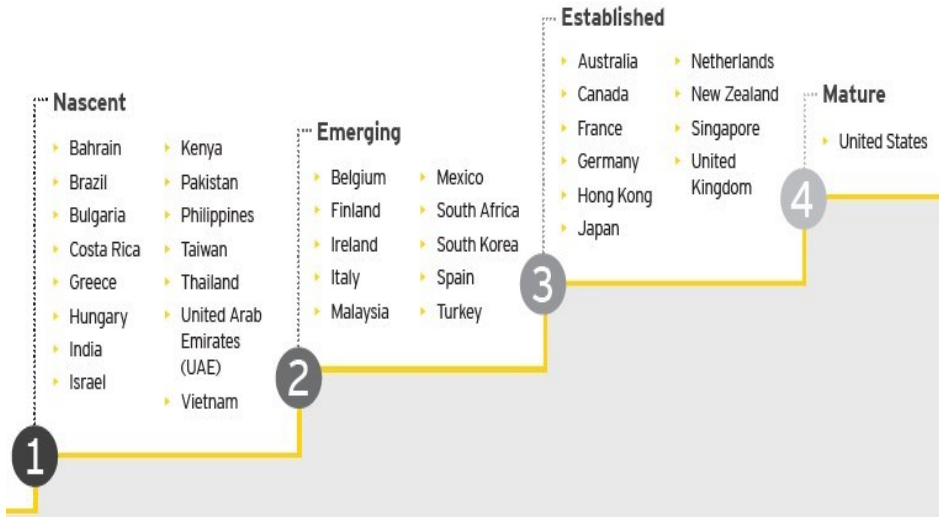 1
Nascent
Bahrain
Brazil
Bulgaria
Costa Rica
Greece
Hungary
India
Israel
Kenya
Pakistan
Philippines
Taiwan
Thailand
United Arab
Emirates
(UAE)
Vietnam
2
Emerging
Belgium
Finland
Ireland
Italy
Malaysia
Mexico
South Africa
South Korea
Spain
Turkey
3
Established
Australia
Canada
France
Germany
Hong Kong
Japan
Netherlands
New Zealand
Singapore
United
Kingdom
4
Mature
United States